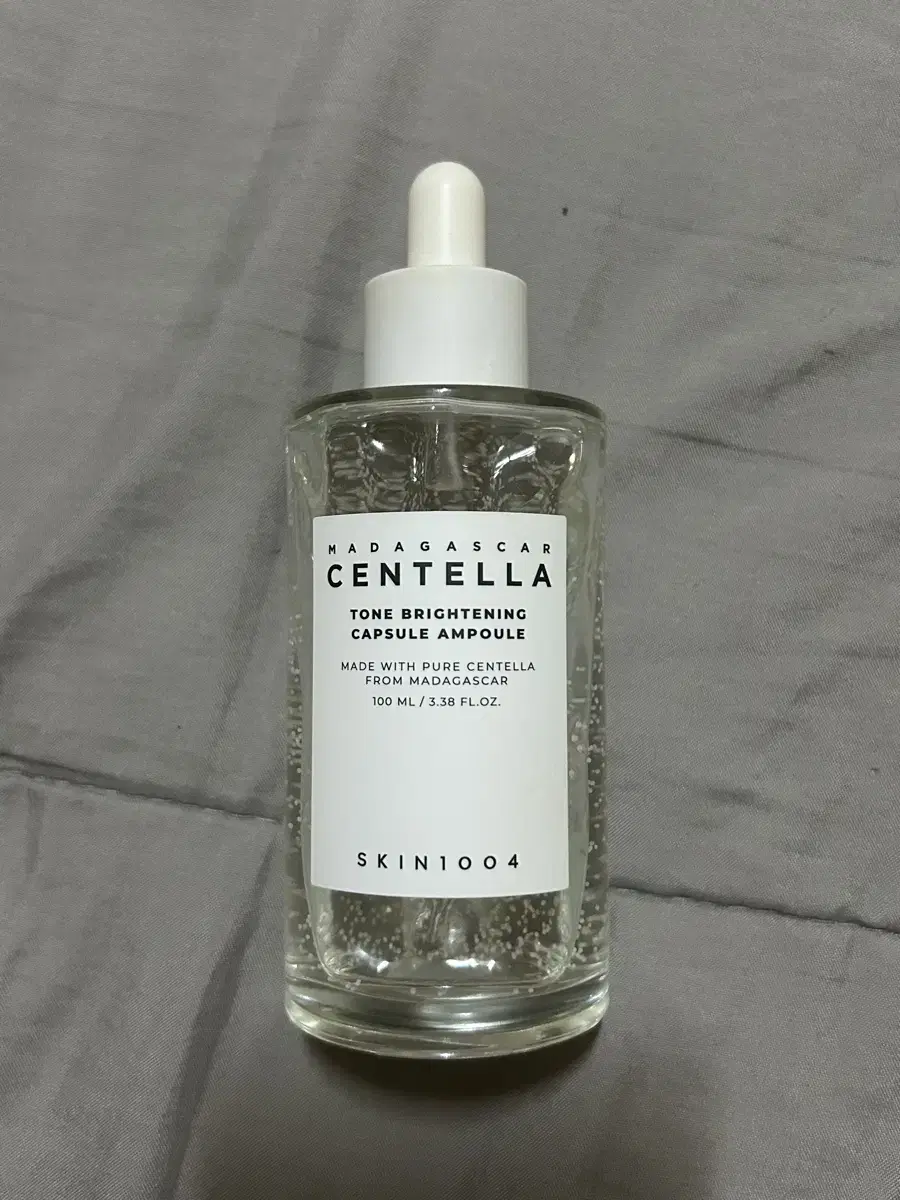 MADAGASCAR
CENTELLA
TONE BRIGHTENING
CAPSULE AMPOULE
MADE WITH PURE CENTELLA
FROM MADAGASCAR
100 ML / 3.38 FL.OZ.
SKIN1004